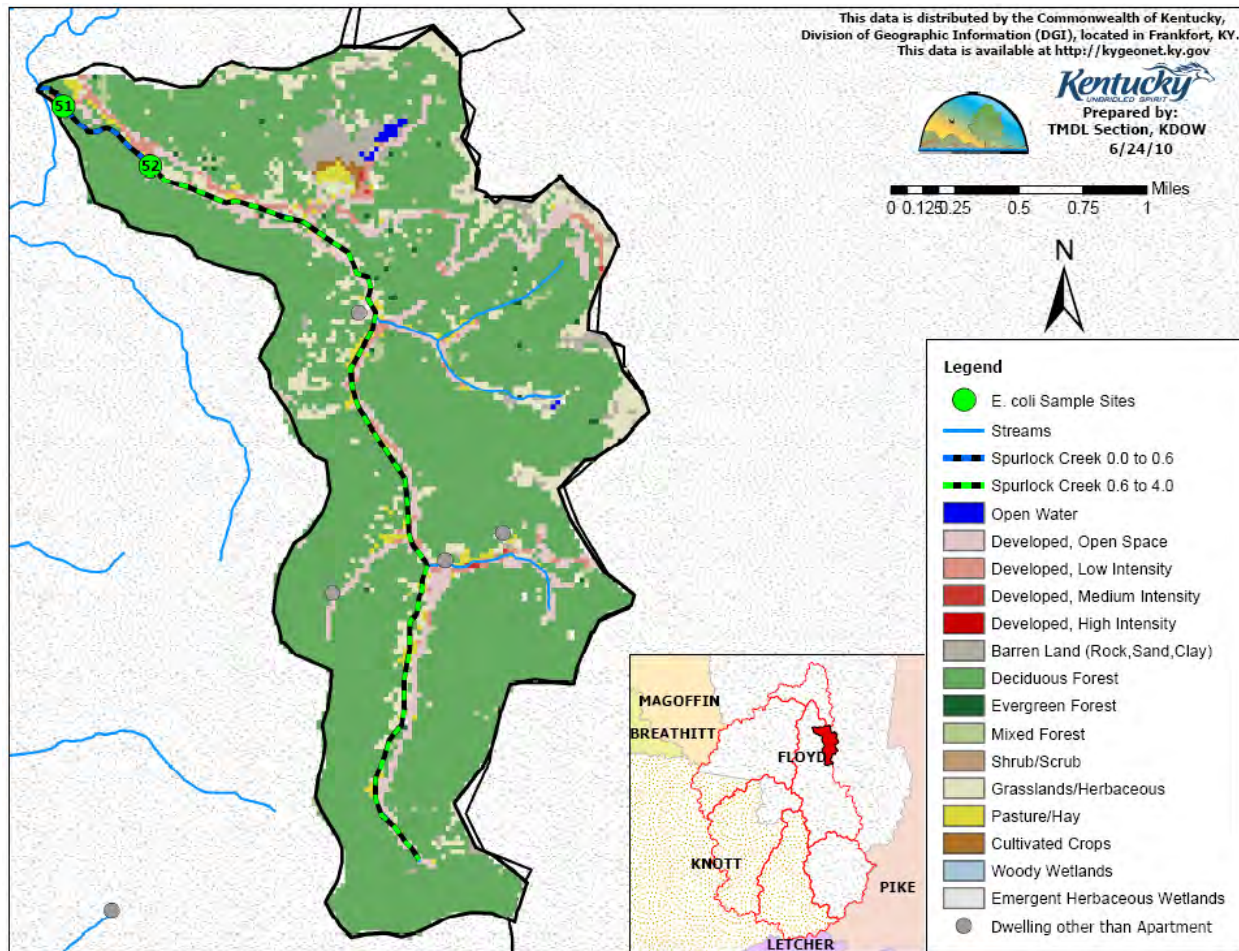 This data is distributed by the Commonwealth of Kentucky,
Division of Geographic Information (DGI), located in Frankfort, KY.
This data is available at http://kygeonet.ky.gov
Kentucky
UNBRIDLED SPIRIT
Prepared by:
TMDL Section, KDOW
6/24/10
Miles
0 0.125 0.25 0.5 0.75 1
N
51
52
Legend
E. coli Sample Sites
Streams
Spurlock Creek 0.0 to 0.6
Spurlock Creek 0.6 to 4.0
Open Water
Developed, Open Space
Developed, Low Intensity
Developed, Medium Intensity
Developed, High Intensity
Barren Land (Rock,Sand,Clay)
Deciduous Forest
Evergreen Forest
Mixed Forest
Shrub/Scrub
Grasslands/Herbaceous
Pasture/Hay
Cultivated Crops
Woody Wetlands
Emergent Herbaceous Wetlands
Dwelling other than Apartment
MAGOFFIN
BREATHITT
FLOYD
KNOTT
PIKE
LETCHER